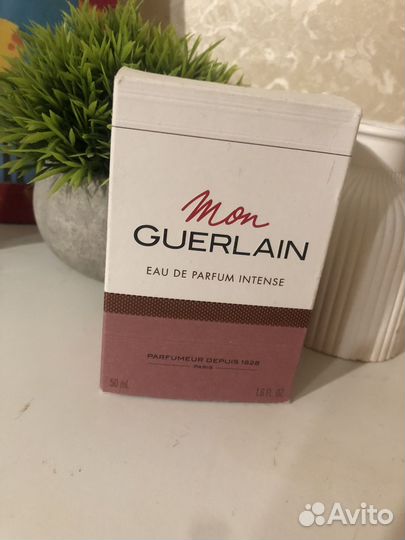 Mon
GUERLAIN
EAU DE PARFUM INTENSE
PARFUMEUR DEPUIS 1828
PARIS
50 mL 1.6 FL. OZ
Avito